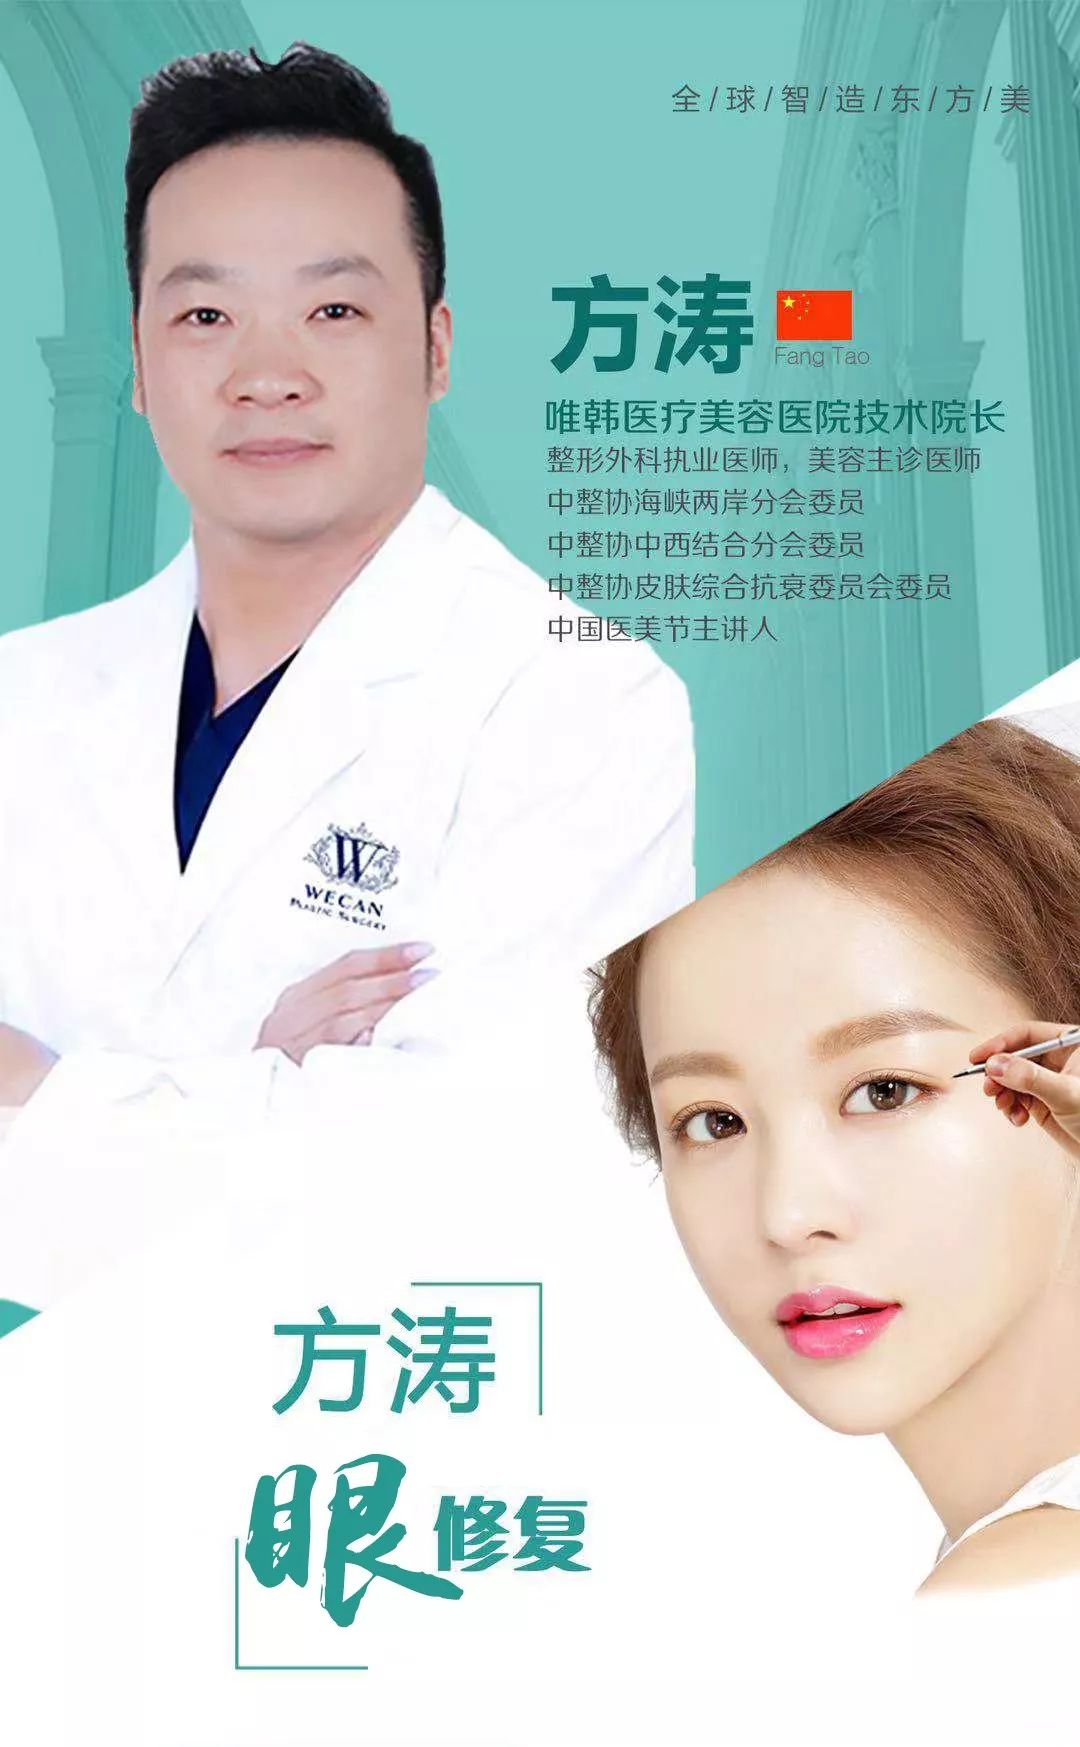 全/球/智/造/东/方/美
方涛
Fang Tao
唯韩医疗美容医院技术院长
整形外科执业医师，美容主诊医师
中整协海峡两岸分会委员
中整协中西结合分会委员
中整协皮肤综合抗衰委员会委员
中国医美节主讲人
W
WECAN
PLASTIC SURGERY
方涛
眼修复